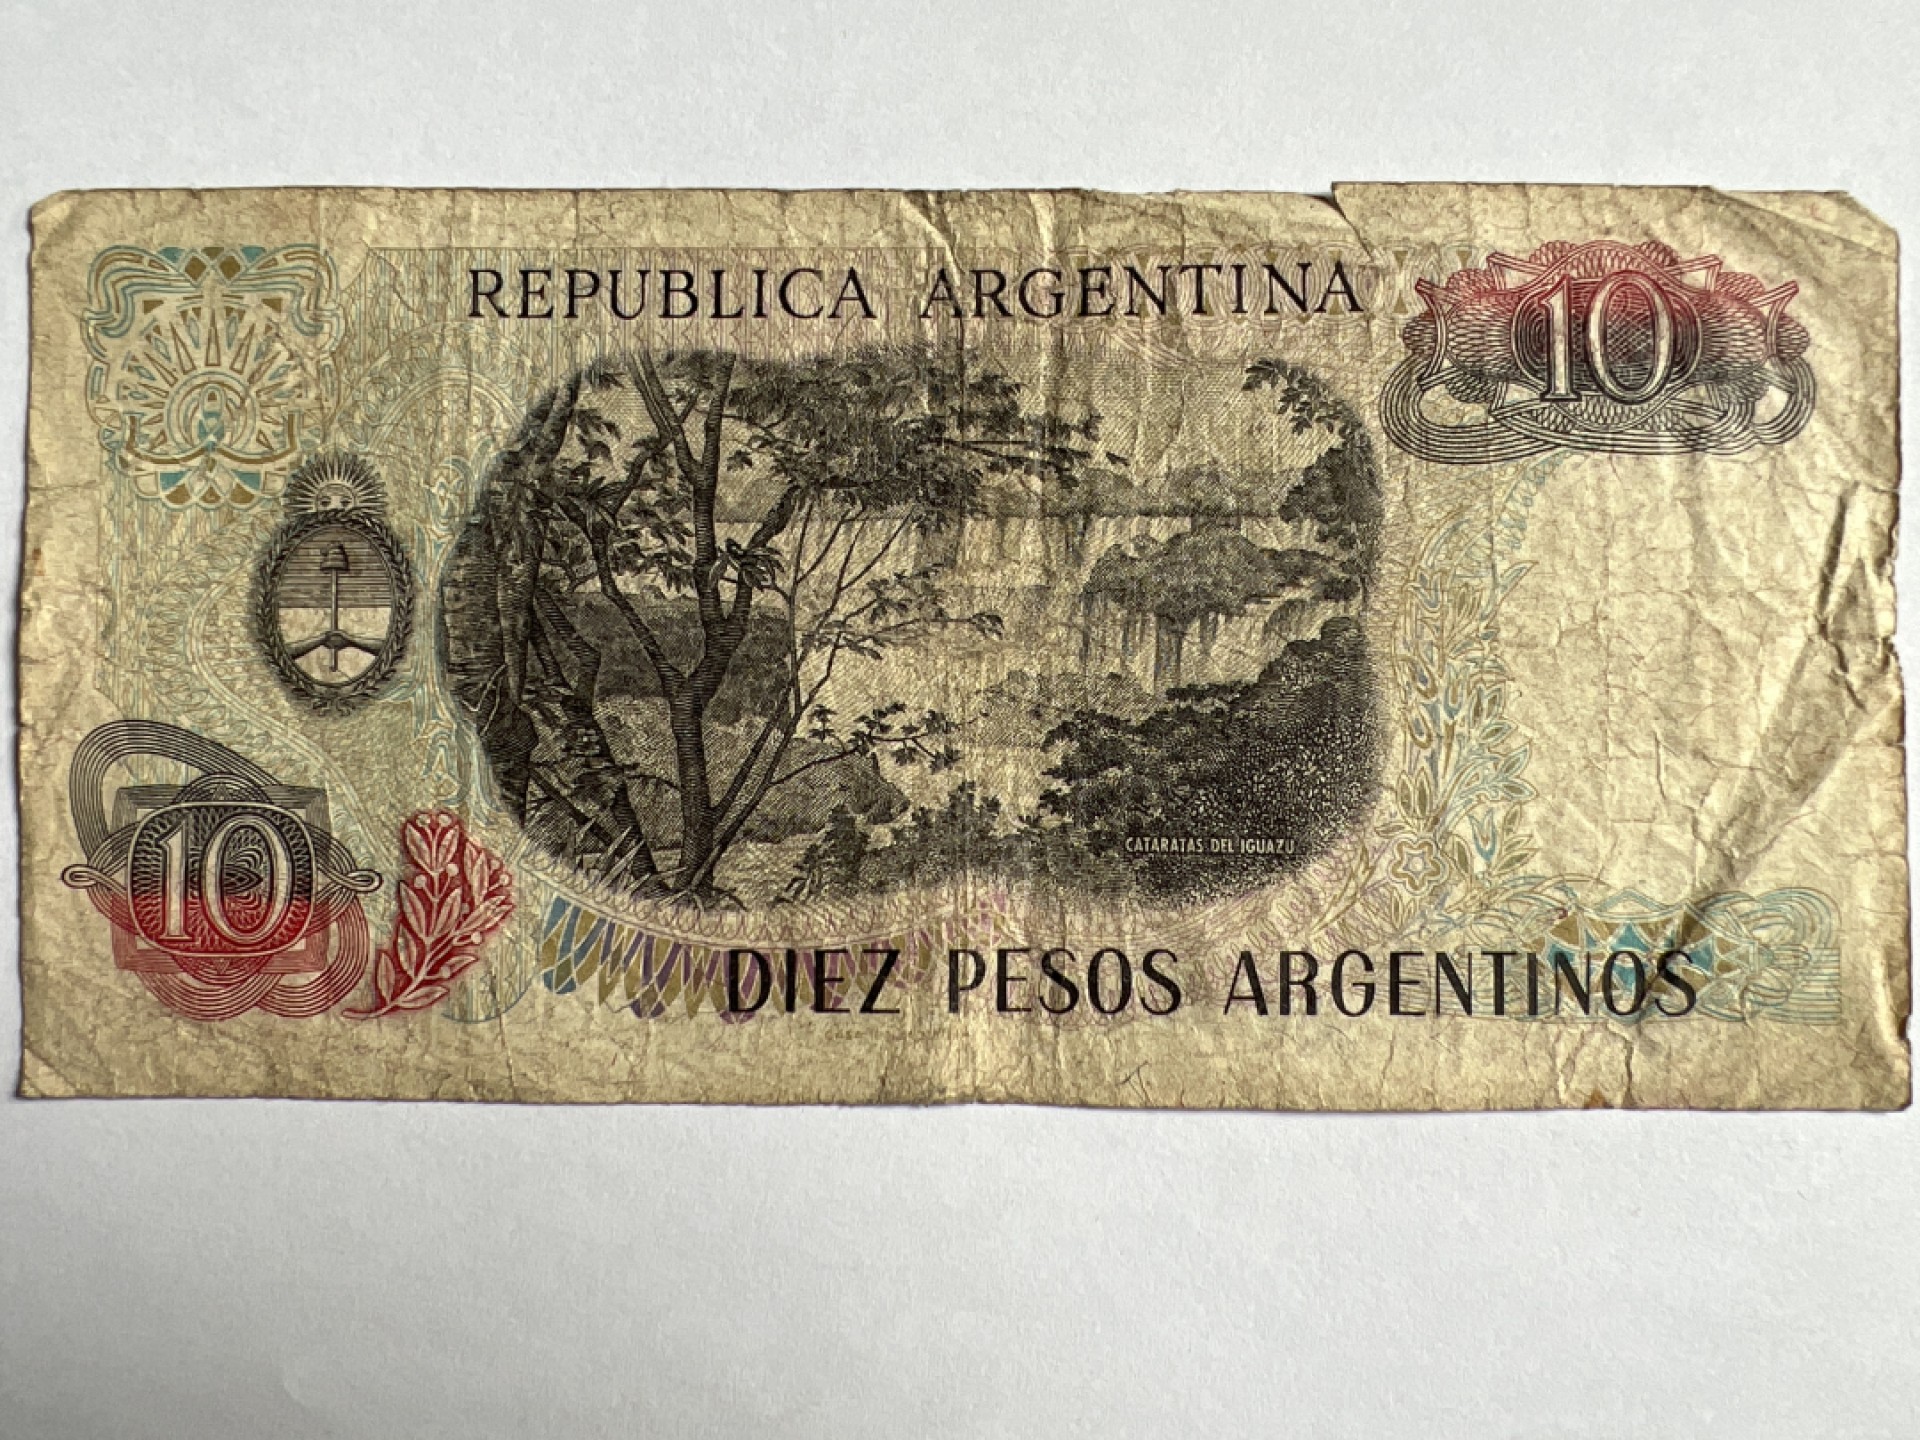 REPUBLICA ARGENTINA
10
10
CATARATAS DEL IGUAZU
DIEZ PESOS ARGENTINOS